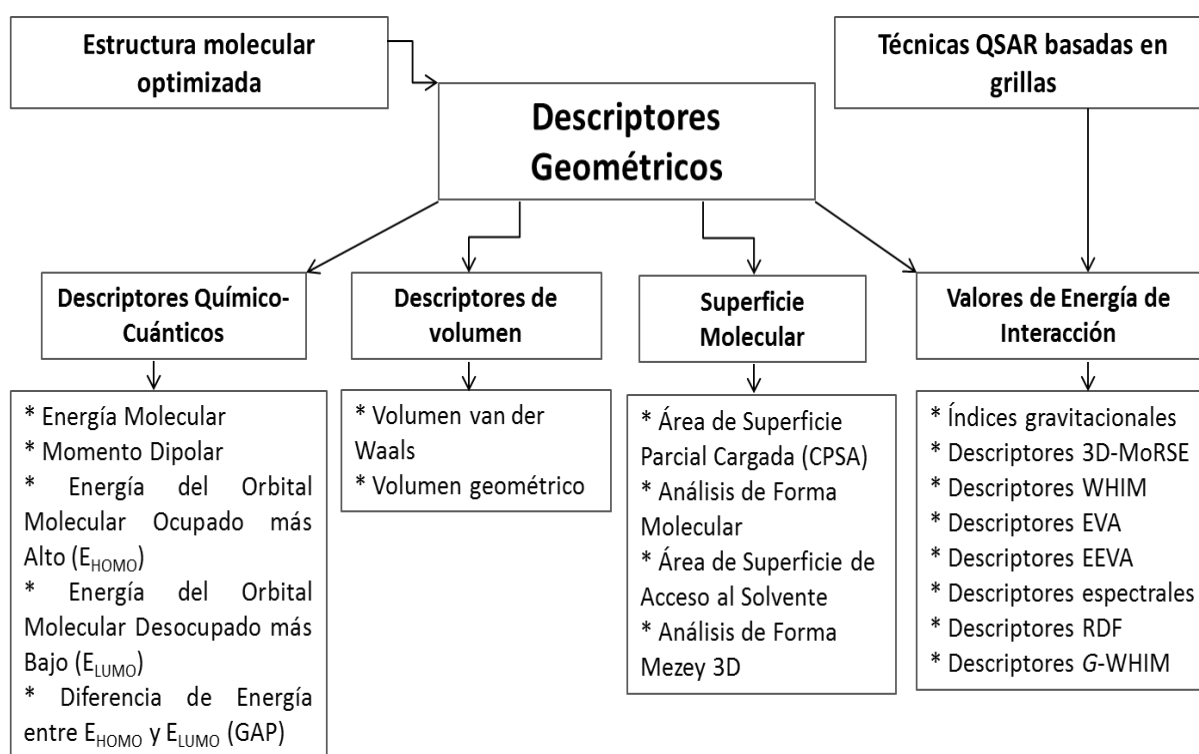 Estructura molecular
optimizada
Técnicas QSAR basadas en
grillas
Descriptores
Geométricos
Descriptores Químico-
Cuánticos
Descriptores de
volumen
Superficie
Molecular
Valores de Energía de
Interacción
* Energía Molecular
* Momento Dipolar
* Energía del Orbital
Molecular Ocupado más
Alto (E_HOMO)
* Energía del Orbital
Molecular Desocupado más
Bajo (E_LUMO)
* Diferencia de Energía
entre E_HOMO y E_LUMO (GAP)
* Volumen van der
Waals
* Volumen geométrico
* Área de Superficie
Parcial Cargada (CPSA)
* Análisis de Forma
Molecular
* Área de Superficie de
Acceso al Solvente
* Análisis de Forma
Mezey 3D
* Índices gravitacionales
* Descriptores 3D-MoRSE
* Descriptores WHIM
* Descriptores EVA
* Descriptores EEVA
* Descriptores espectrales
* Descriptores RDF
* Descriptores G-WHIM